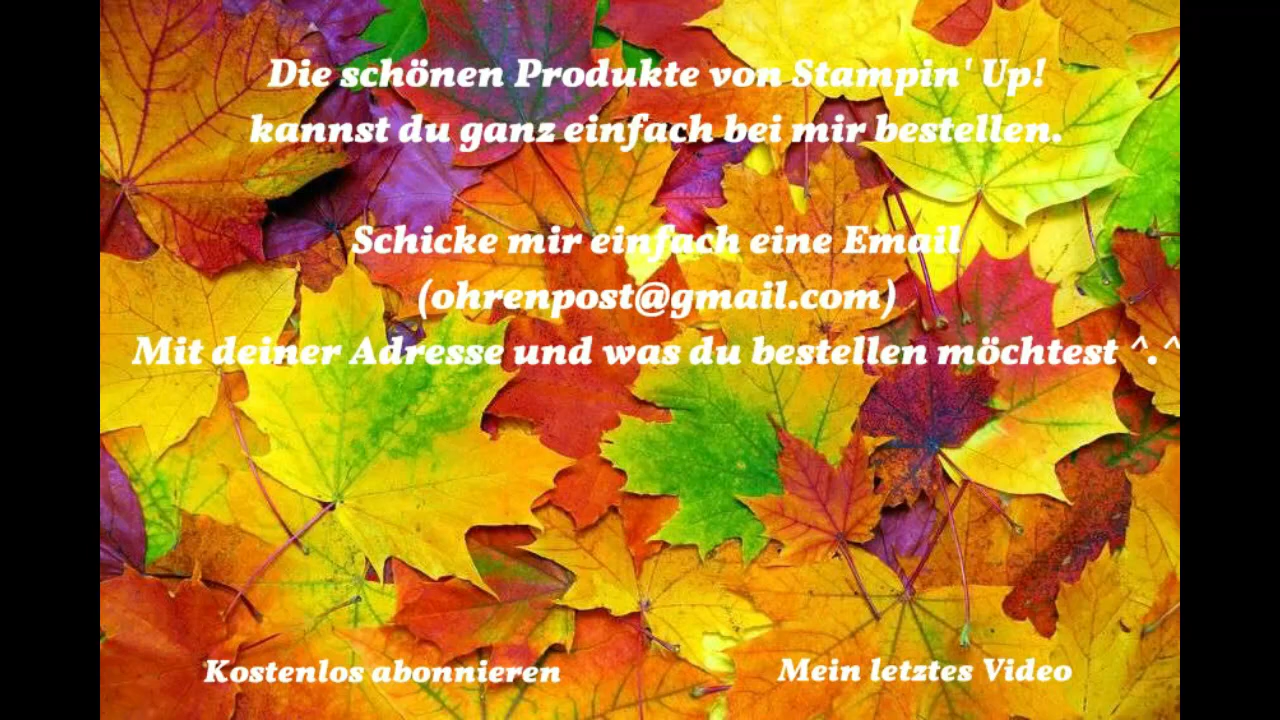 Die schönen Produkte von Stampin' Up!
kannst du ganz einfach bei mir bestellen.
Schicke mir einfach eine Email
(ohrenpost@gmail.com)
Mit deiner Adresse und was du bestellen möchtest ^.^
Kostenlos abonnieren
Mein letztes Video